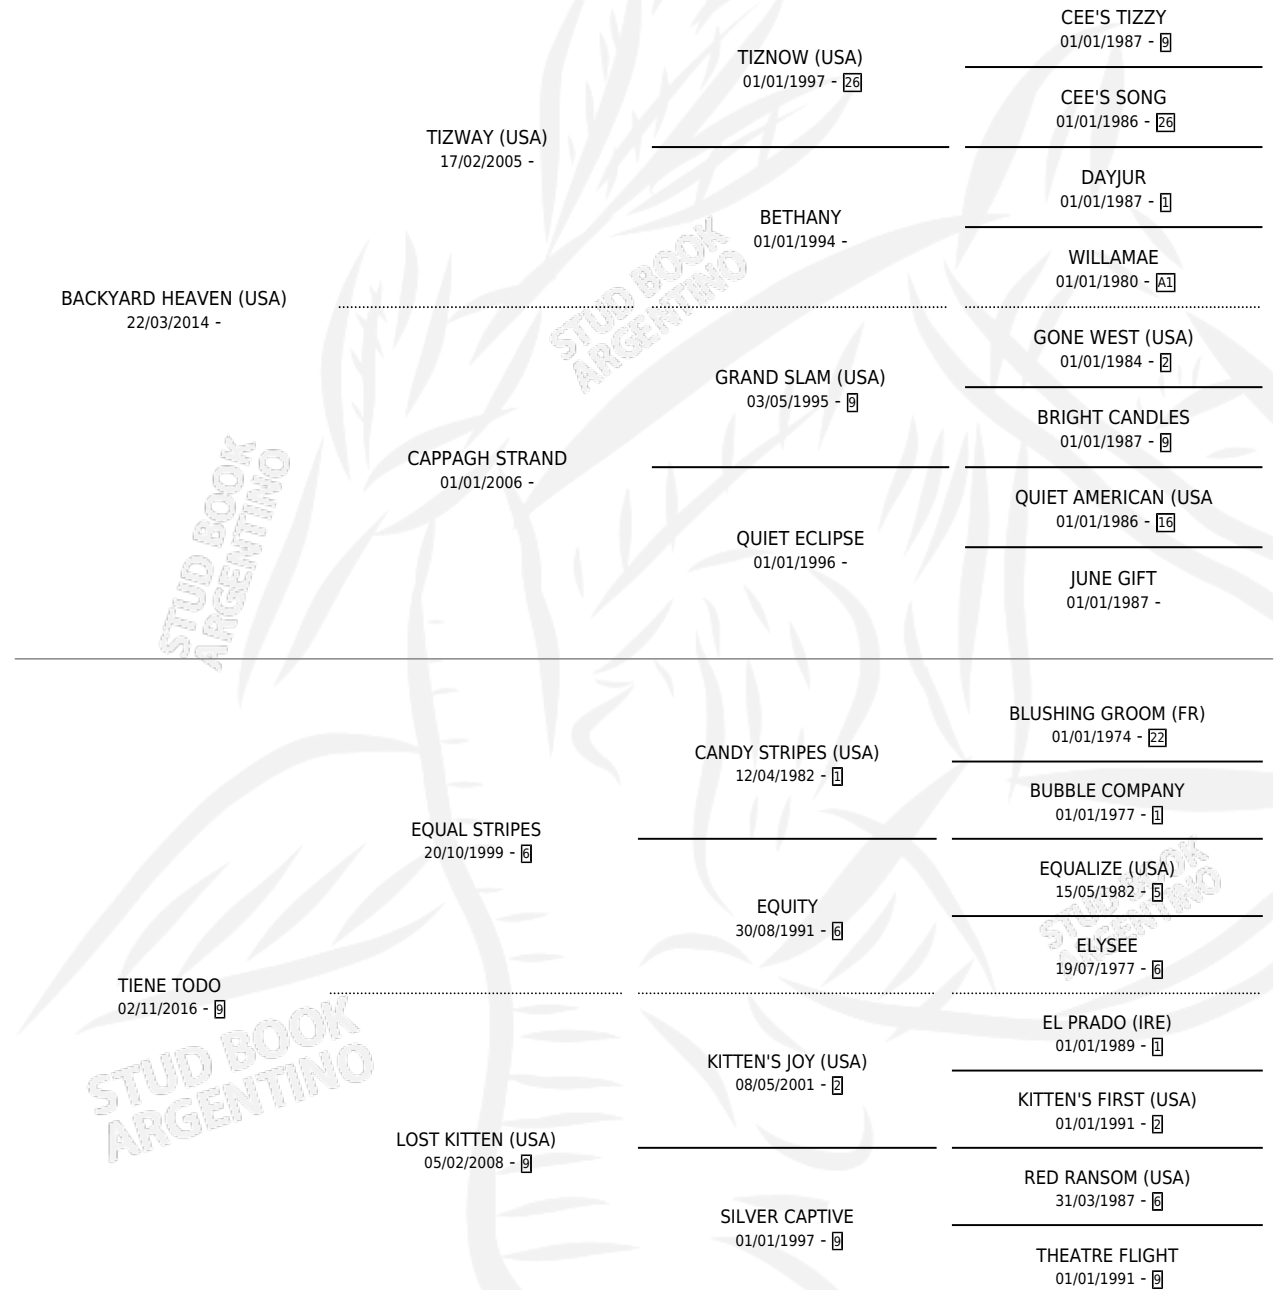 CEE'S TIZZY
01/01/1987 - 9
TIZNOW (USA)
01/01/1997 - 26
CEE'S SONG
01/01/1986 - 26
TIZWAY (USA)
17/02/2005 -
DAYJUR
01/01/1987 - 1
BETHANY
01/01/1994 -
WILLAMAE
01/01/1980 - A1
BACKYARD HEAVEN (USA)
22/03/2014 -
STUD BOOK
ARGENTINO
GONE WEST (USA)
01/01/1984 - 2
GRAND SLAM (USA)
03/05/1995 - 9
BRIGHT CANDLES
01/01/1987 - 9
CAPPAGH STRAND
01/01/2006 -
QUIET AMERICAN (USA
01/01/1986 - 16
QUIET ECLIPSE
01/01/1996 -
JUNE GIFT
01/01/1987 -
STUD BOOK
ARGENTINO
BLUSHING GROOM (FR)
01/01/1974 - 22
CANDY STRIPES (USA)
12/04/1982 - 1
BUBBLE COMPANY
01/01/1977 - 1
EQUAL STRIPES
20/10/1999 - 6
EQUALIZE (USA)
15/05/1982 - 5
EQUITY
30/08/1991 - 6
ELYSEE
19/07/1977 - 6
STUD BOOK
ARGENTINO
TIENE TODO
02/11/2016 - 9
EL PRADO (IRE)
01/01/1989 - 1
KITTEN'S JOY (USA)
08/05/2001 - 2
KITTEN'S FIRST (USA)
01/01/1991 - 2
STUD BOOK
ARGENTINO
LOST KITTEN (USA)
05/02/2008 - 9
RED RANSOM (USA)
31/03/1987 - 6
SILVER CAPTIVE
01/01/1997 - 9
THEATRE FLIGHT
01/01/1991 - 9